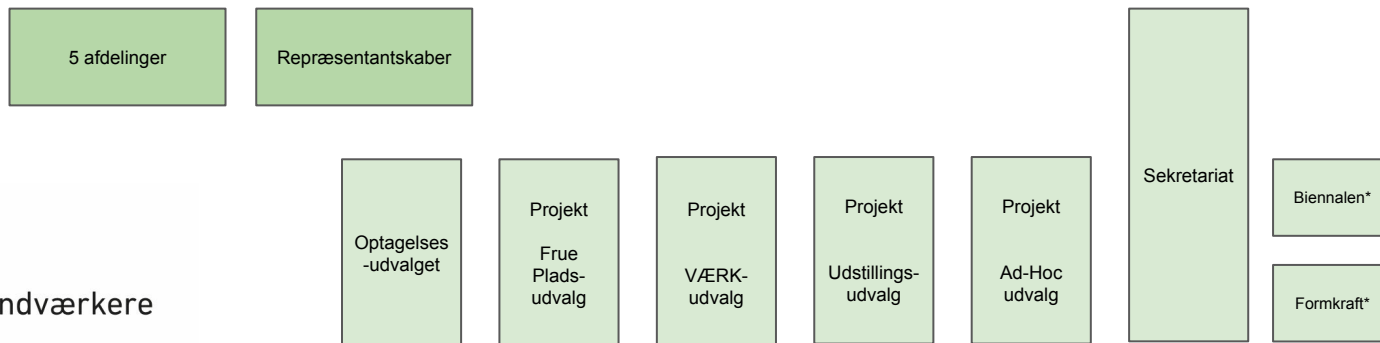 5 afdelinger
Repræsentantskaber
Sekretariat
Optagelses
-udvalget
Projekt
Frue
Plads-
udvalg
Projekt
VÆRK-
udvalg
Projekt
Udstillings-
udvalg
Projekt
Ad-Hoc
udvalg
Biennalen*
Formkraft*
ndværkere